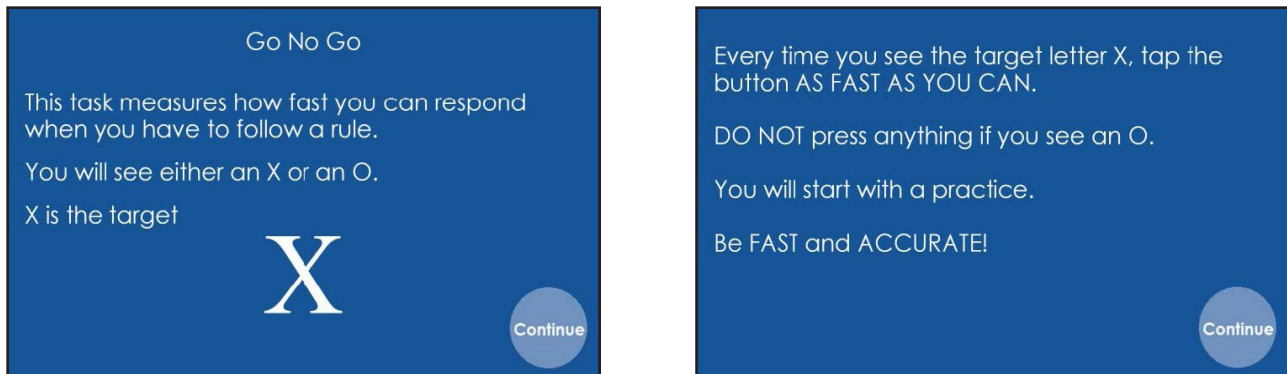 Go No Go
This task measures how fast you can respond
when you have to follow a rule.
You will see either an X or an O.
X is the target
X
Continue
Every time you see the target letter X, tap the
button AS FAST AS YOU CAN.
DO NOT press anything if you see an O.
You will start with a practice.
Be FAST and ACCURATE!
Continue